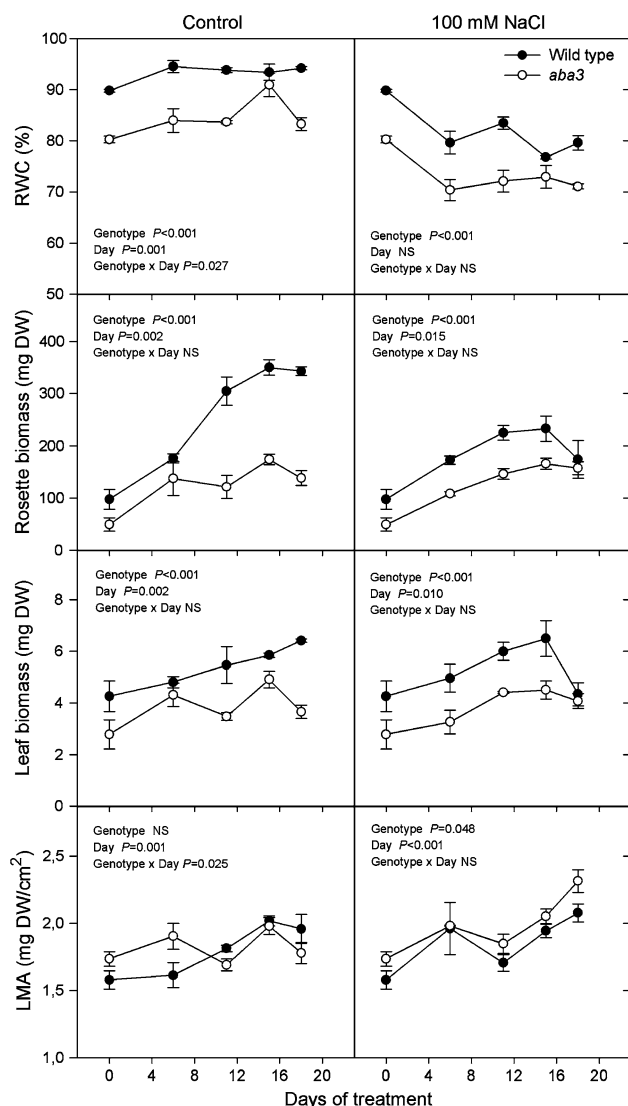 Control
100 mM NaCl
RWC (%)
100
90
80
70
60
50
Genotype P<0.001
Day P=0.001
Genotype x Day P=0.027
Wild type
aba3
Genotype P<0.001
Day NS
Genotype x Day NS
Rosette biomass (mg DW)
400
300
200
100
0
Genotype P<0.001
Day P=0.002
Genotype x Day NS
Genotype P<0.001
Day P=0.015
Genotype x Day NS
Leaf biomass (mg DW)
8
6
4
2
0
Genotype P<0.001
Day P=0.002
Genotype x Day NS
Genotype P<0.001
Day P=0.010
Genotype x Day NS
LMA (mg DW/cm²)
2,5
2,0
1,5
1,0
Genotype NS
Day P=0.001
Genotype x Day P=0.025
Genotype P=0.048
Day P<0.001
Genotype x Day NS
0 4 8 12 16 20
0 4 8 12 16 20
Days of treatment